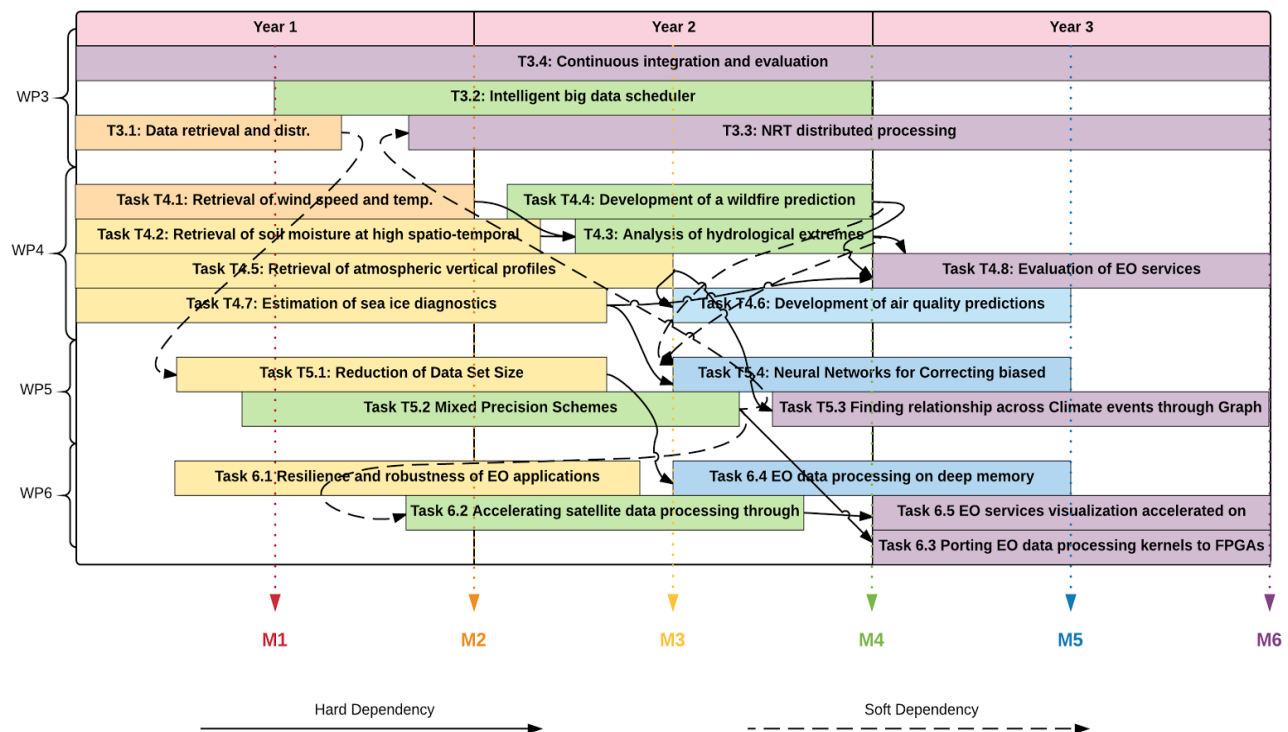 Year 1
Year 2
Year 3
WP3
T3.4: Continuous integration and evaluation
T3.2: Intelligent big data scheduler
T3.1: Data retrieval and distr.
T3.3: NRT distributed processing
WP4
Task T4.1: Retrieval of wind speed and temp.
Task T4.4: Development of a wildfire prediction
Task T4.2: Retrieval of soil moisture at high spatio-temporal
T4.3: Analysis of hydrological extremes
Task T4.5: Retrieval of atmospheric vertical profiles
Task T4.8: Evaluation of EO services
Task T4.7: Estimation of sea ice diagnostics
Task T4.6: Development of air quality predictions
WP5
Task T5.1: Reduction of Data Set Size
Task T5.4: Neural Networks for Correcting biased
Task T5.2 Mixed Precision Schemes
Task T5.3 Finding relationship across Climate events through Graph
WP6
Task 6.1 Resilience and robustness of EO applications
Task 6.4 EO data processing on deep memory
Task 6.2 Accelerating satellite data processing through
Task 6.5 EO services visualization accelerated on
Task 6.3 Porting EO data processing kernels to FPGAs
M1
M2
M3
M4
M5
M6
Hard Dependency
Soft Dependency